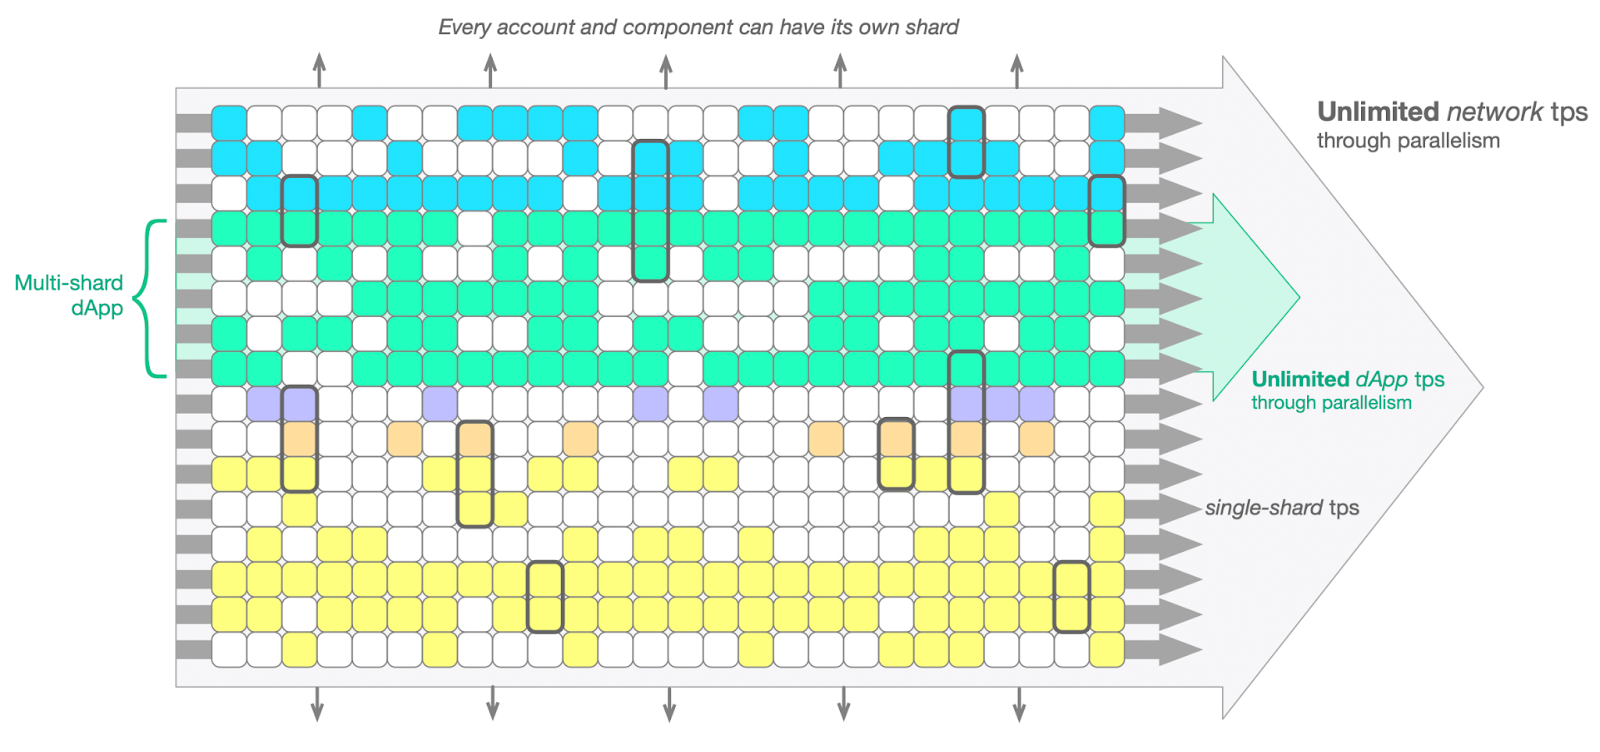 Every account and component can have its own shard
Unlimited network tps
through parallelism
Multi-shard
dApp
Unlimited dApp tps
through parallelism
single-shard tps